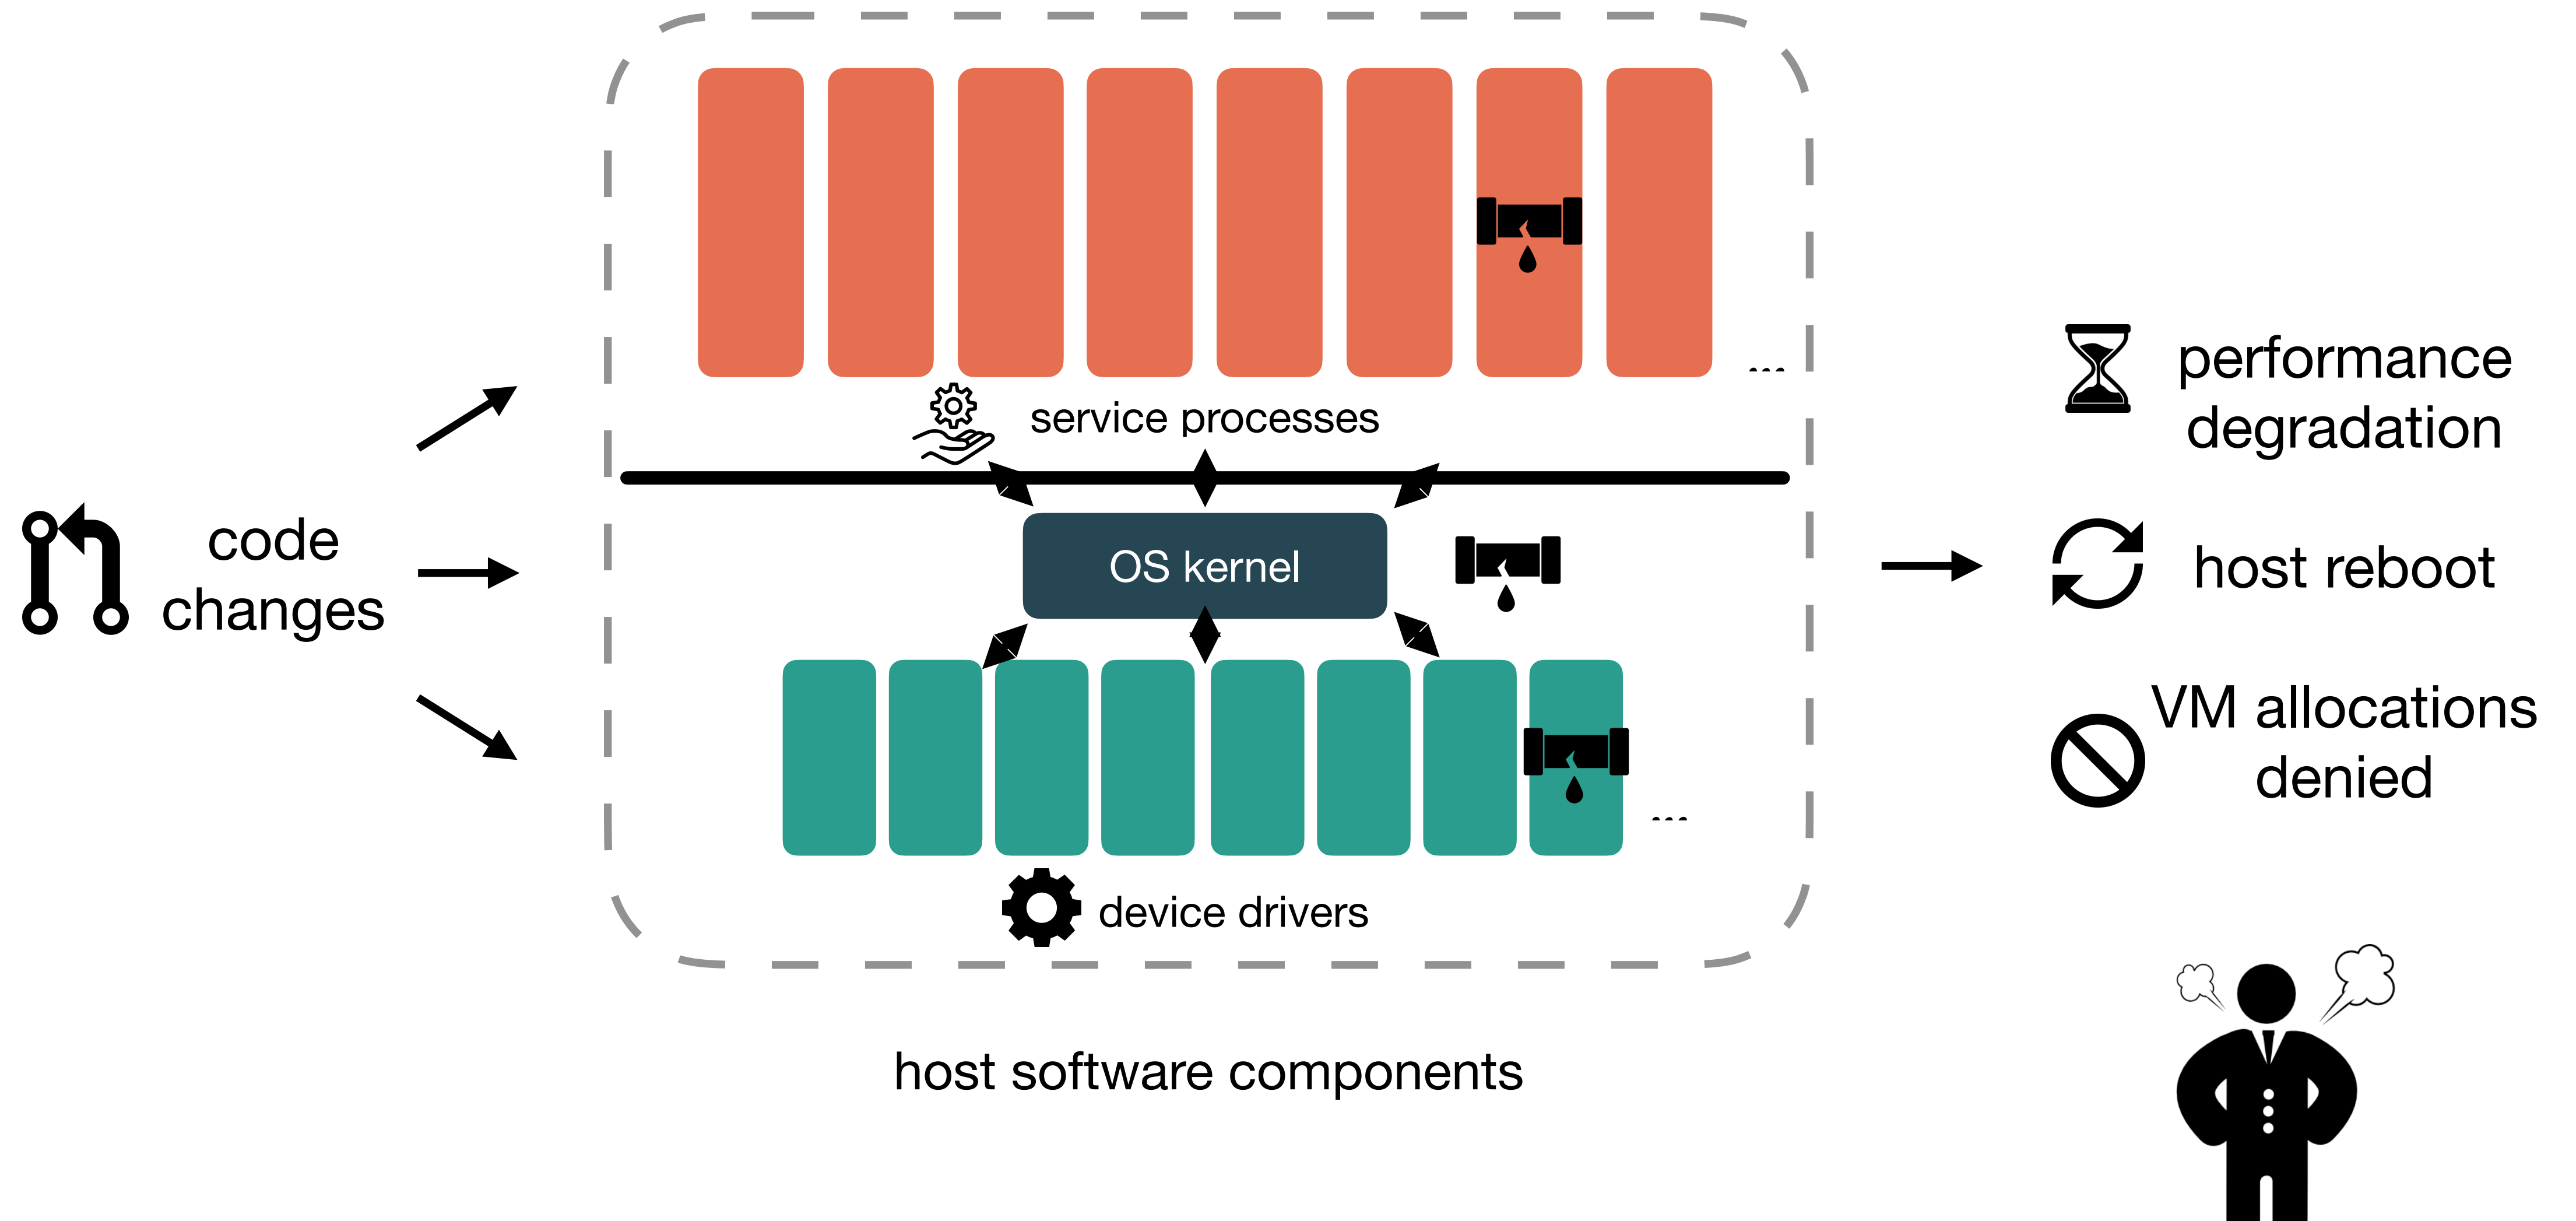 service processes
performance
degradation
code
changes
OS kernel
host reboot
VM allocations
denied
...
...
device drivers
host software components